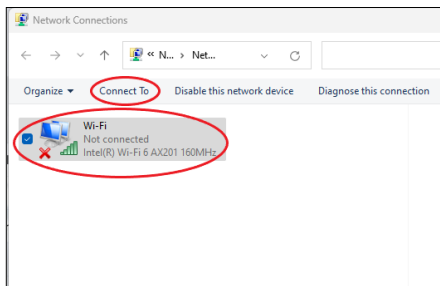 Network Connections
« N... › Net...
Organize Connect To Disable this network device Diagnose this connection
Wi-Fi
Not connected
Intel(R) Wi-Fi 6 AX201 160MHz